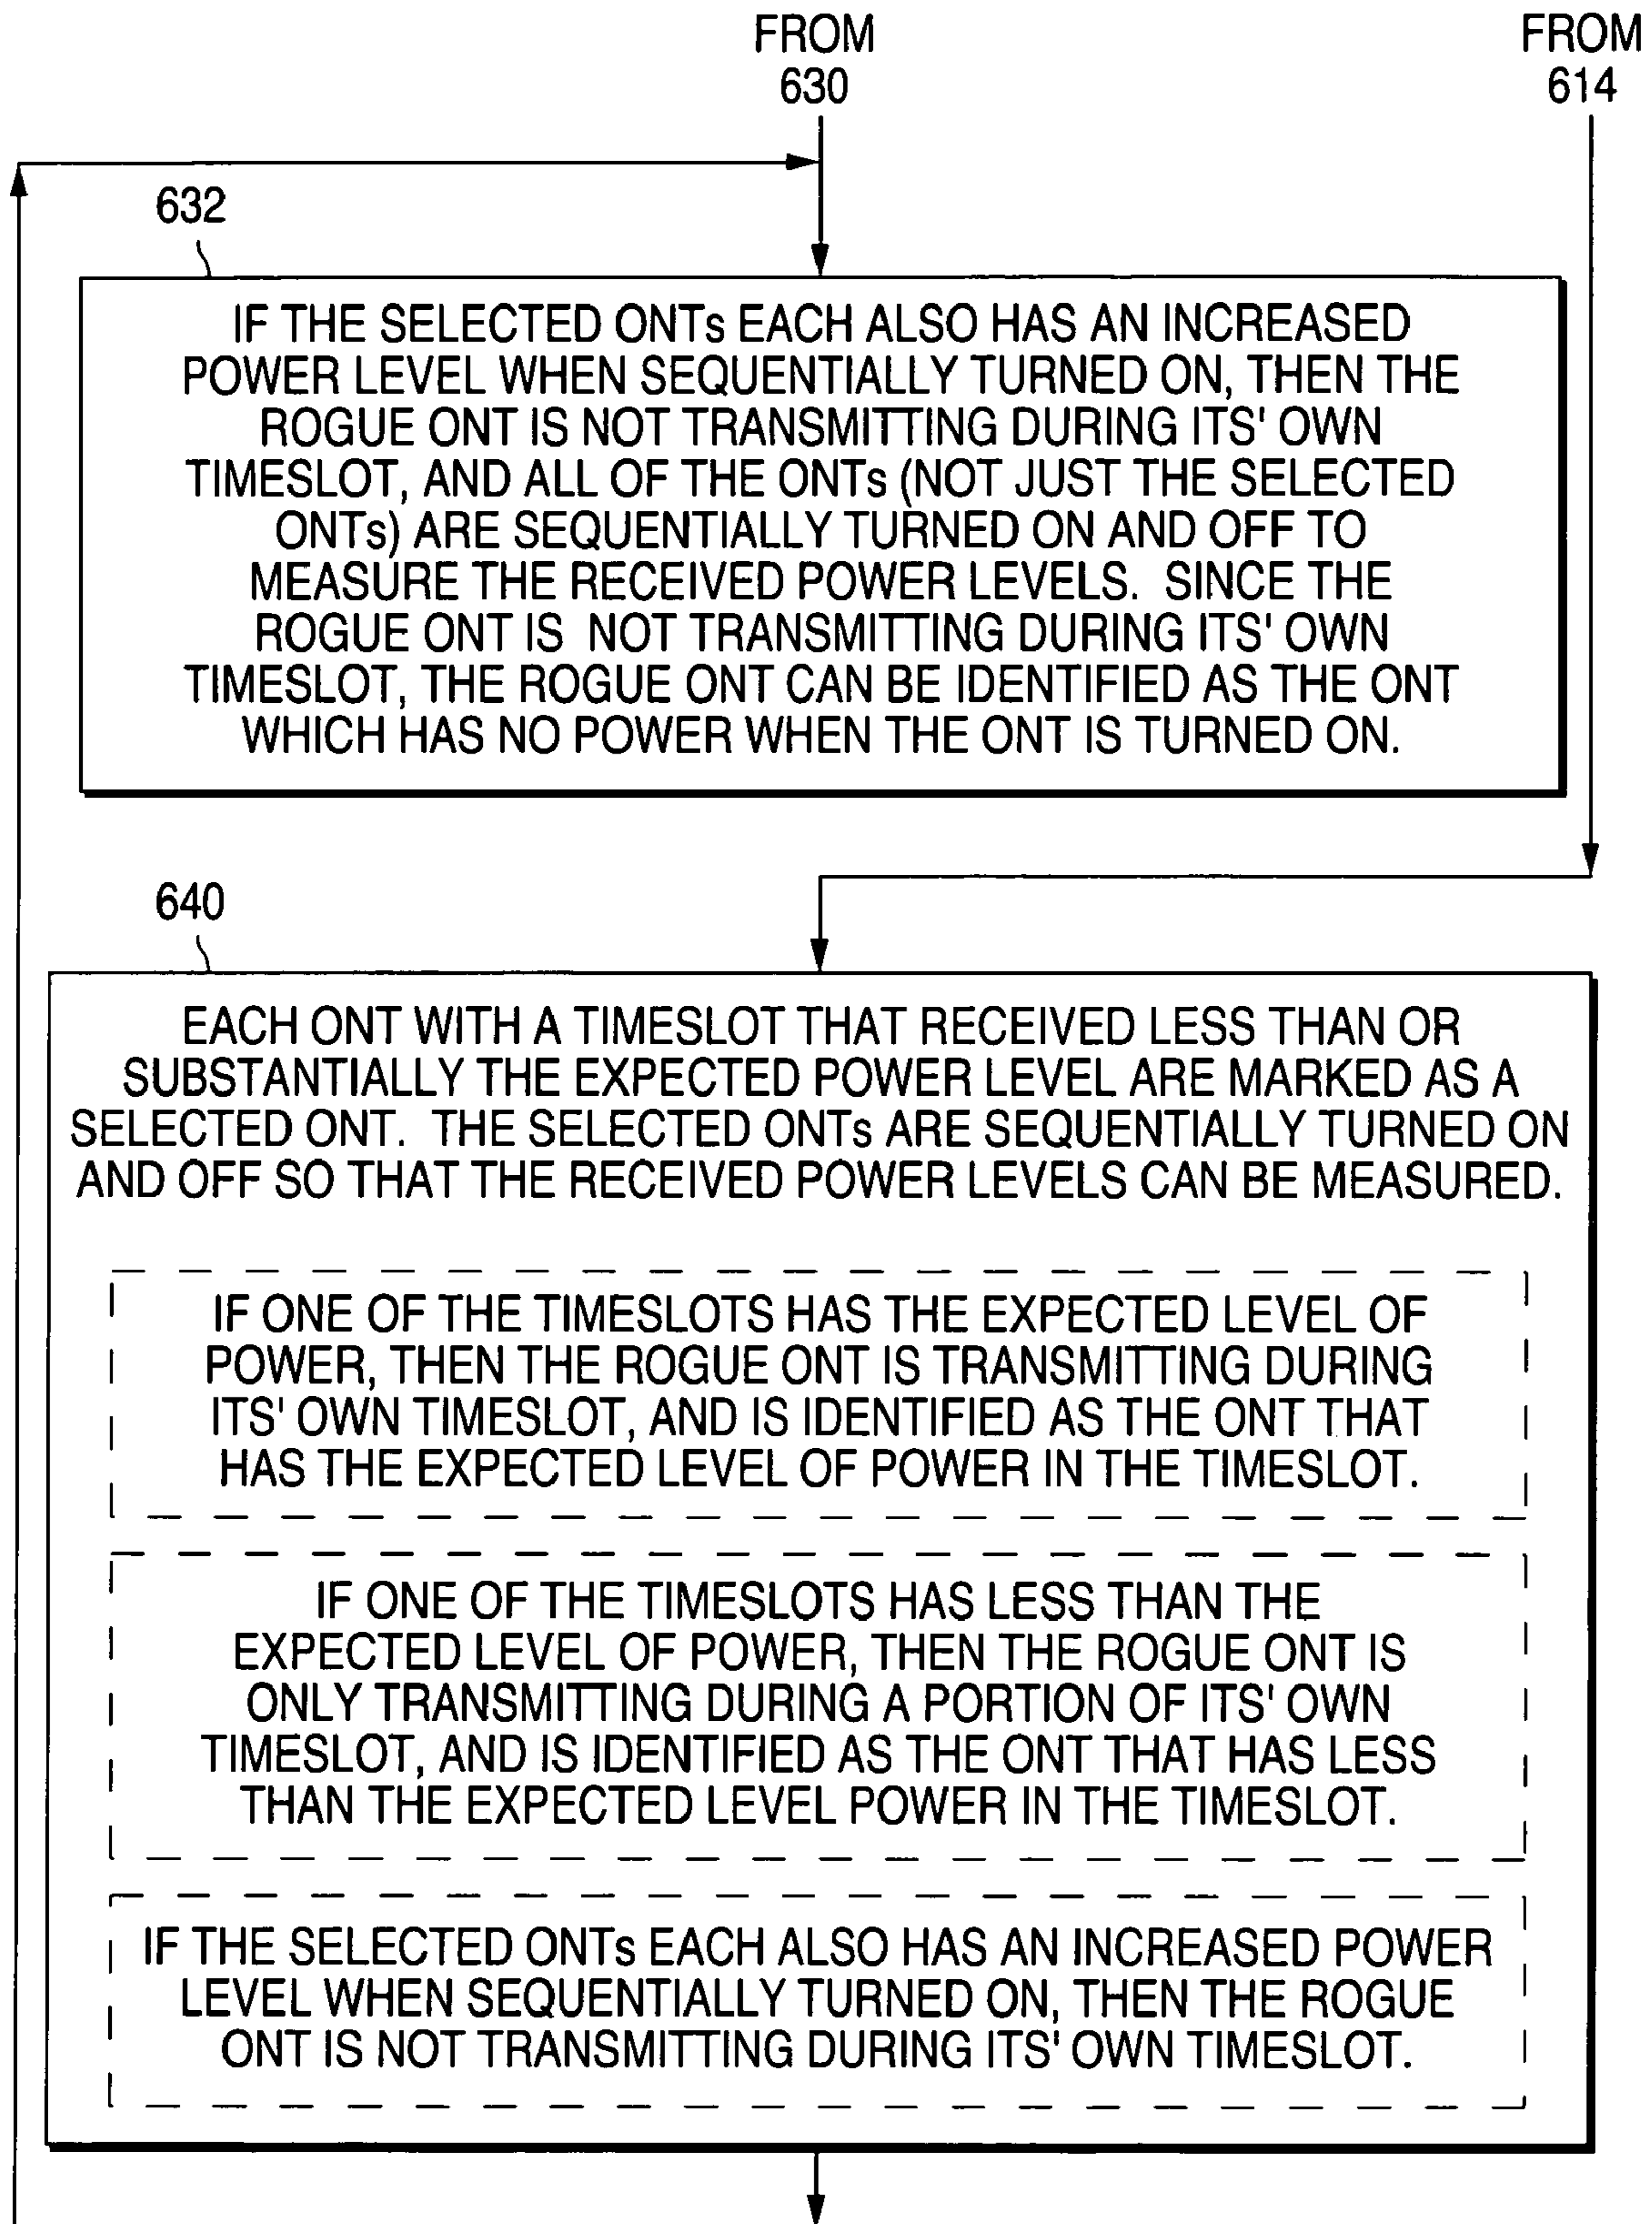 FROM
630
FROM
614
632
IF THE SELECTED ONTs EACH ALSO HAS AN INCREASED
POWER LEVEL WHEN SEQUENTIALLY TURNED ON, THEN THE
ROGUE ONT IS NOT TRANSMITTING DURING ITS' OWN
TIMESLOT, AND ALL OF THE ONTs (NOT JUST THE SELECTED
ONTs) ARE SEQUENTIALLY TURNED ON AND OFF TO
MEASURE THE RECEIVED POWER LEVELS. SINCE THE
ROGUE ONT IS NOT TRANSMITTING DURING ITS' OWN
TIMESLOT, THE ROGUE ONT CAN BE IDENTIFIED AS THE ONT
WHICH HAS NO POWER WHEN THE ONT IS TURNED ON.
640
EACH ONT WITH A TIMESLOT THAT RECEIVED LESS THAN OR
SUBSTANTIALLY THE EXPECTED POWER LEVEL ARE MARKED AS A
SELECTED ONT. THE SELECTED ONTs ARE SEQUENTIALLY TURNED ON
AND OFF SO THAT THE RECEIVED POWER LEVELS CAN BE MEASURED.
IF ONE OF THE TIMESLOTS HAS THE EXPECTED LEVEL OF
POWER, THEN THE ROGUE ONT IS TRANSMITTING DURING
ITS' OWN TIMESLOT, AND IS IDENTIFIED AS THE ONT THAT
HAS THE EXPECTED LEVEL OF POWER IN THE TIMESLOT.
IF ONE OF THE TIMESLOTS HAS LESS THAN THE
EXPECTED LEVEL OF POWER, THEN THE ROGUE ONT IS
ONLY TRANSMITTING DURING A PORTION OF ITS' OWN
TIMESLOT, AND IS IDENTIFIED AS THE ONT THAT HAS LESS
THAN THE EXPECTED LEVEL POWER IN THE TIMESLOT.
IF THE SELECTED ONTs EACH ALSO HAS AN INCREASED POWER
LEVEL WHEN SEQUENTIALLY TURNED ON, THEN THE ROGUE
ONT IS NOT TRANSMITTING DURING ITS' OWN TIMESLOT.